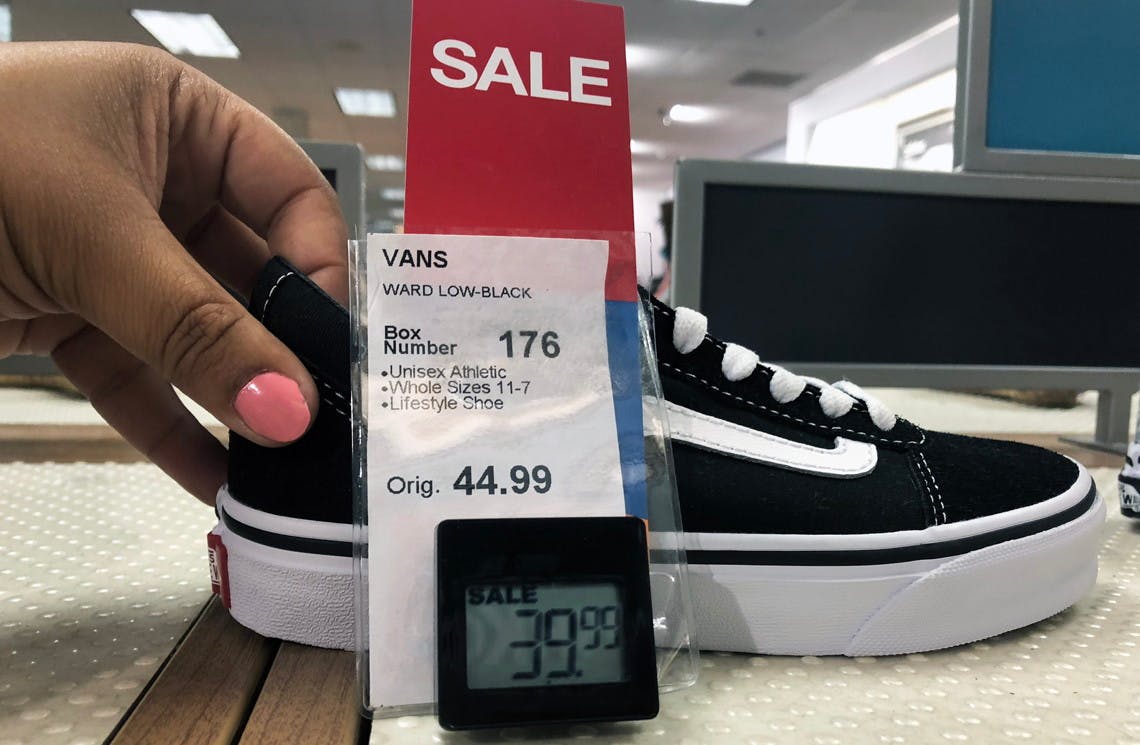 SALE
VANS
WARD LOW-BLACK
Box
Number 176
•Unisex Athletic
•Whole Sizes 11-7
•Lifestyle Shoe
Orig. 44.99
SALE
39.99